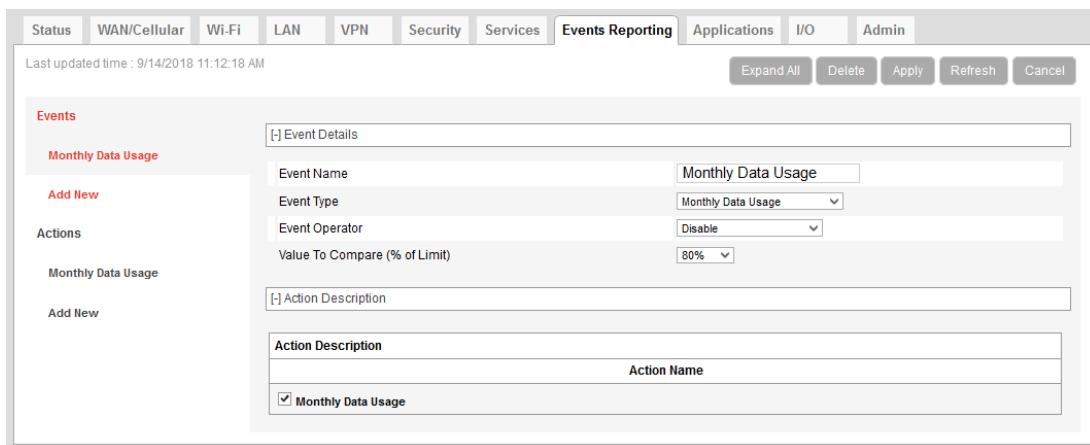 Status WAN/Cellular Wi-Fi LAN VPN Security Services Events Reporting Applications I/O Admin
Last updated time : 9/14/2018 11:12:18 AM
Expand All Delete Apply Refresh Cancel
Events
Monthly Data Usage
Add New
Actions
Monthly Data Usage
Add New
[-] Event Details
Event Name Monthly Data Usage
Event Type Monthly Data Usage
Event Operator Disable
Value To Compare (% of Limit) 80%
[-] Action Description
Action Description
Action Name
Monthly Data Usage